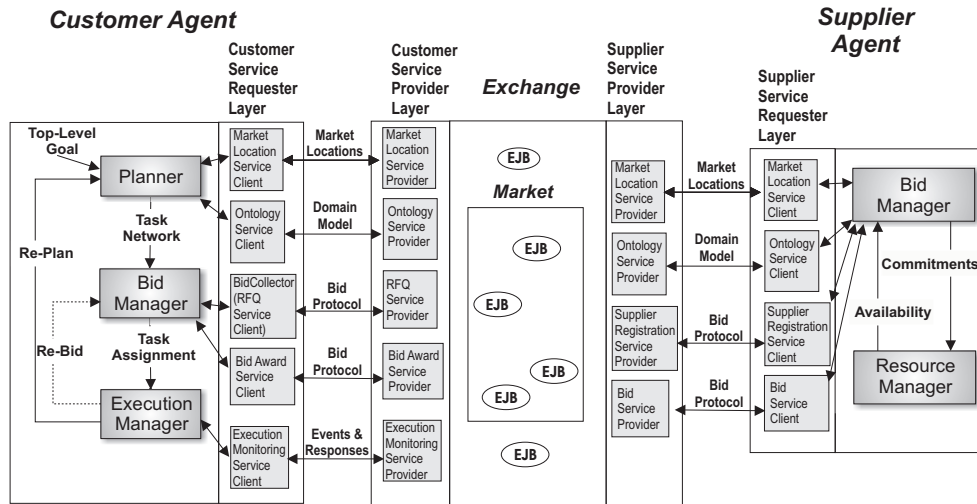 Customer Agent
Supplier
Agent
Customer
Service
Requester
Layer
Customer
Service
Provider
Layer
Exchange
Supplier
Service
Provider
Layer
Supplier
Service
Requester
Layer
Top-Level
Goal
Planner
Task
Network
Re-Plan
Bid
Manager
Re-Bid
Task
Assignment
Execution
Manager
Market
Location
Service
Client
Ontology
Service
Client
BidCollector
(RFQ
Service
Client)
Bid Award
Service
Client
Execution
Monitoring
Service
Client
Market
Locations
Domain
Model
Bid
Protocol
Bid
Protocol
Events &
Responses
Market
Location
Service
Provider
Ontology
Service
Provider
RFQ
Service
Provider
Bid Award
Service
Provider
Execution
Monitoring
Service
Provider
EJB
Market
EJB
EJB
EJB
EJB
EJB
Market
Location
Service
Provider
Ontology
Service
Provider
Supplier
Registration
Service
Provider
Bid
Service
Provider
Market
Locations
Domain
Model
Bid
Protocol
Bid
Protocol
Market
Location
Service
Client
Ontology
Service
Client
Supplier
Registration
Service
Client
Bid
Service
Client
Bid
Manager
Commitments
Availability
Resource
Manager